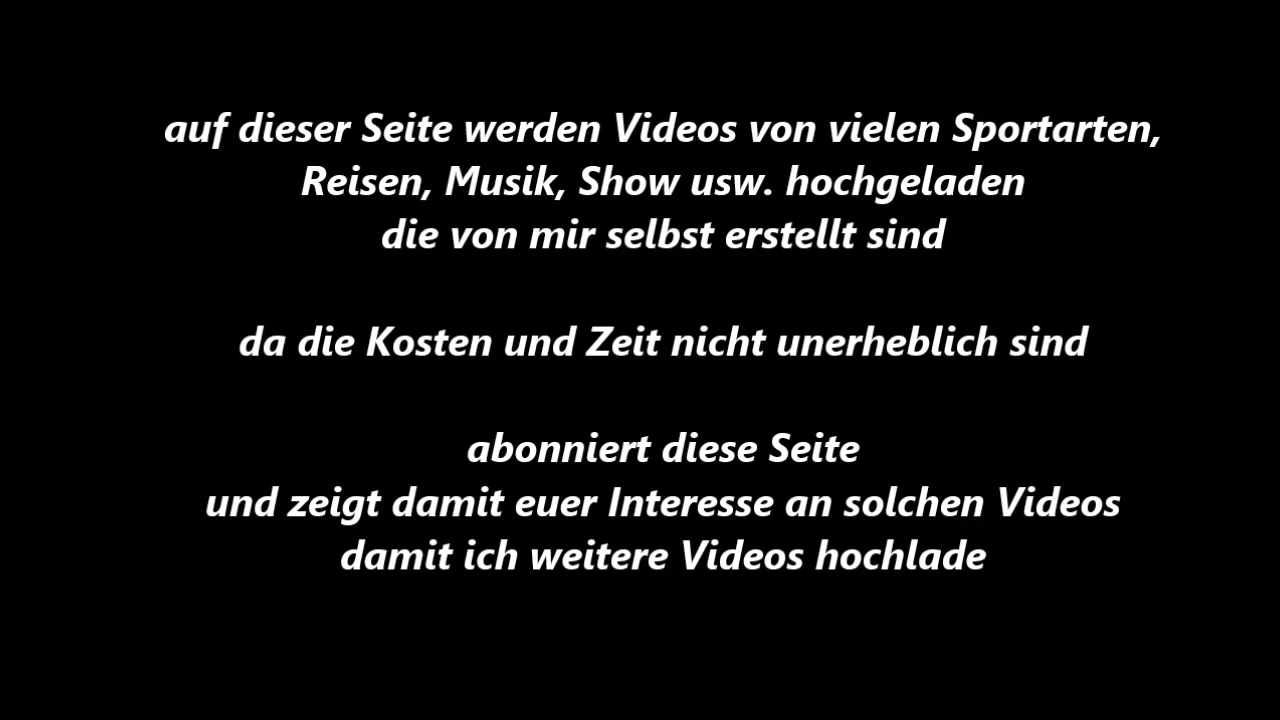 auf dieser Seite werden Videos von vielen Sportarten,
Reisen, Musik, Show usw. hochgeladen
die von mir selbst erstellt sind
da die Kosten und Zeit nicht unerheblich sind
abonniert diese Seite
und zeigt damit euer Interesse an solchen Videos
damit ich weitere Videos hochlade